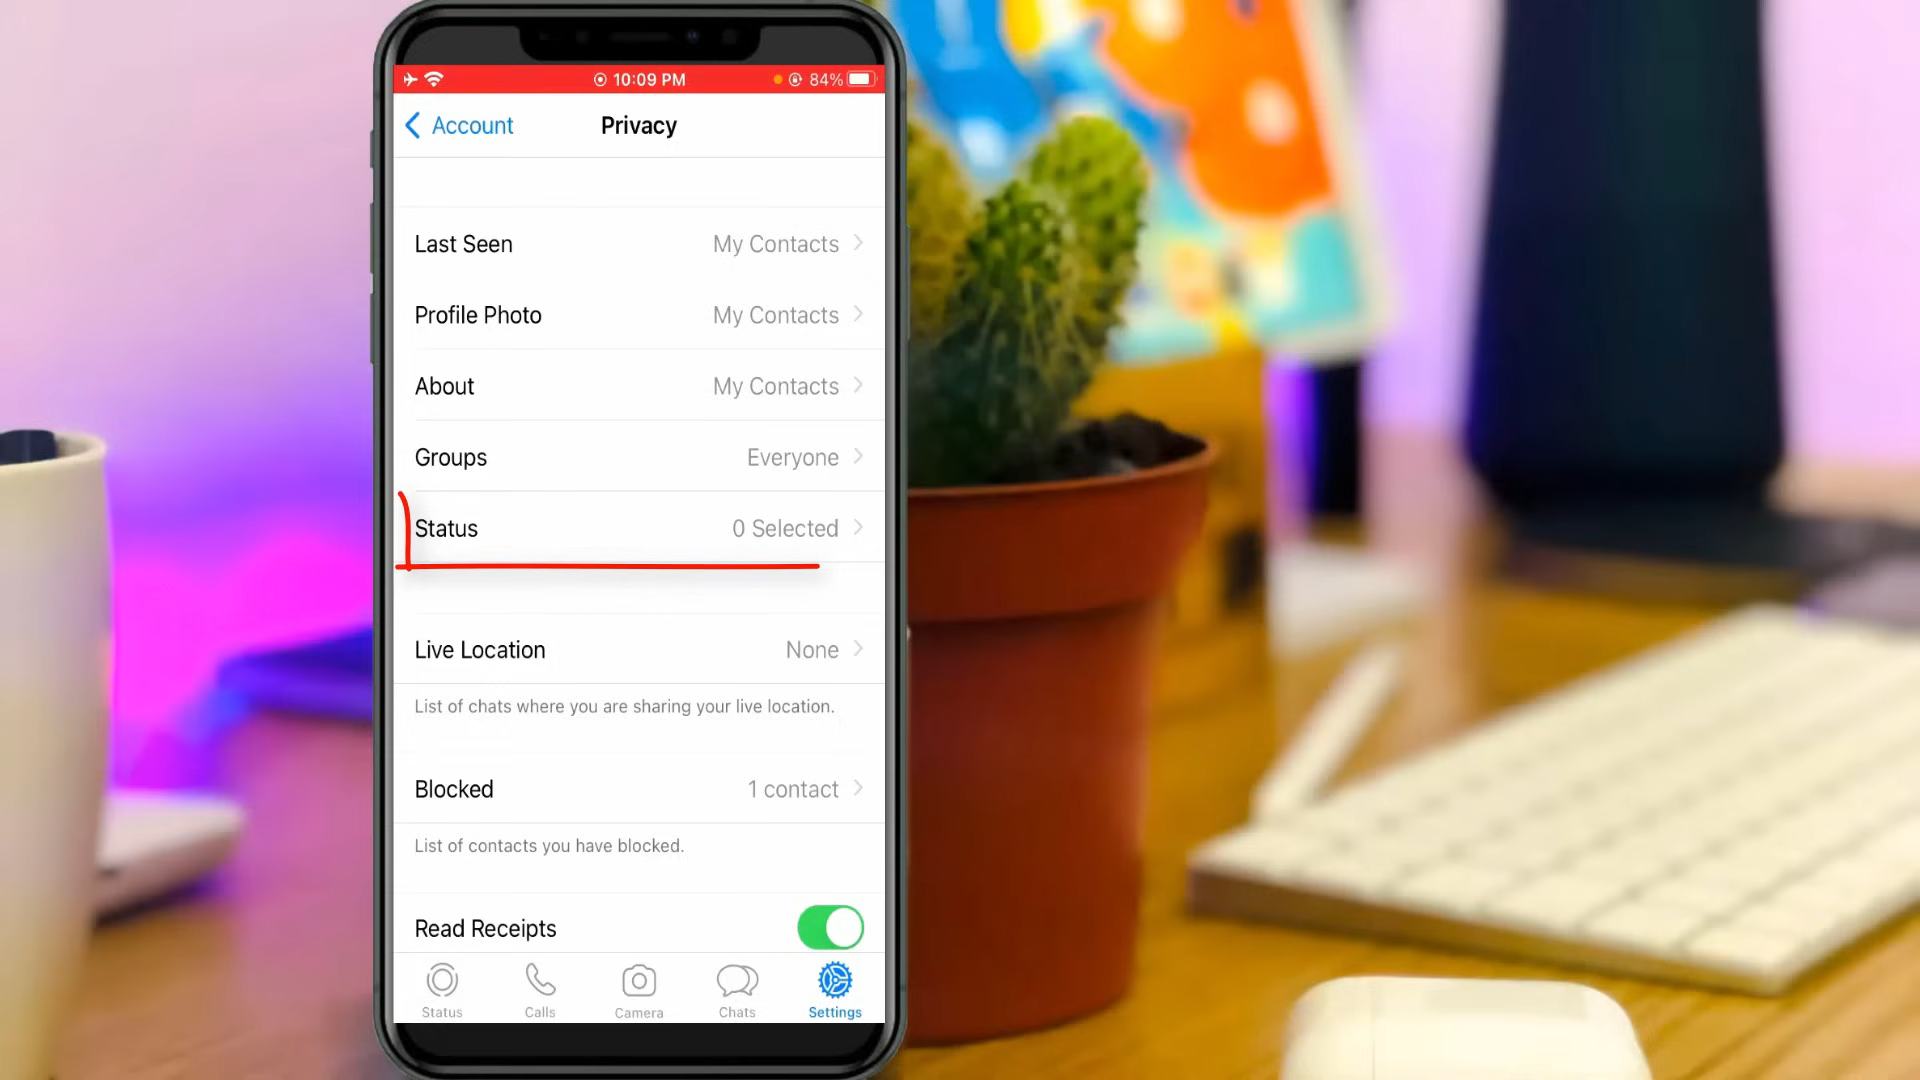 10:09 PM 84%
Account Privacy
Last Seen My Contacts
Profile Photo My Contacts
About My Contacts
Groups Everyone
Status 0 Selected
Live Location None
List of chats where you are sharing your live location.
Blocked 1 contact
List of contacts you have blocked.
Read Receipts
Status Calls Camera Chats Settings